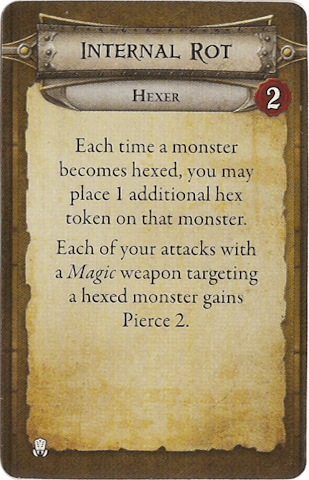 Internal Rot
Hexer
2
Each time a monster
becomes hexed, you may
place 1 additional hex
token on that monster.
Each of your attacks with
a Magic weapon targeting
a hexed monster gains
Pierce 2.